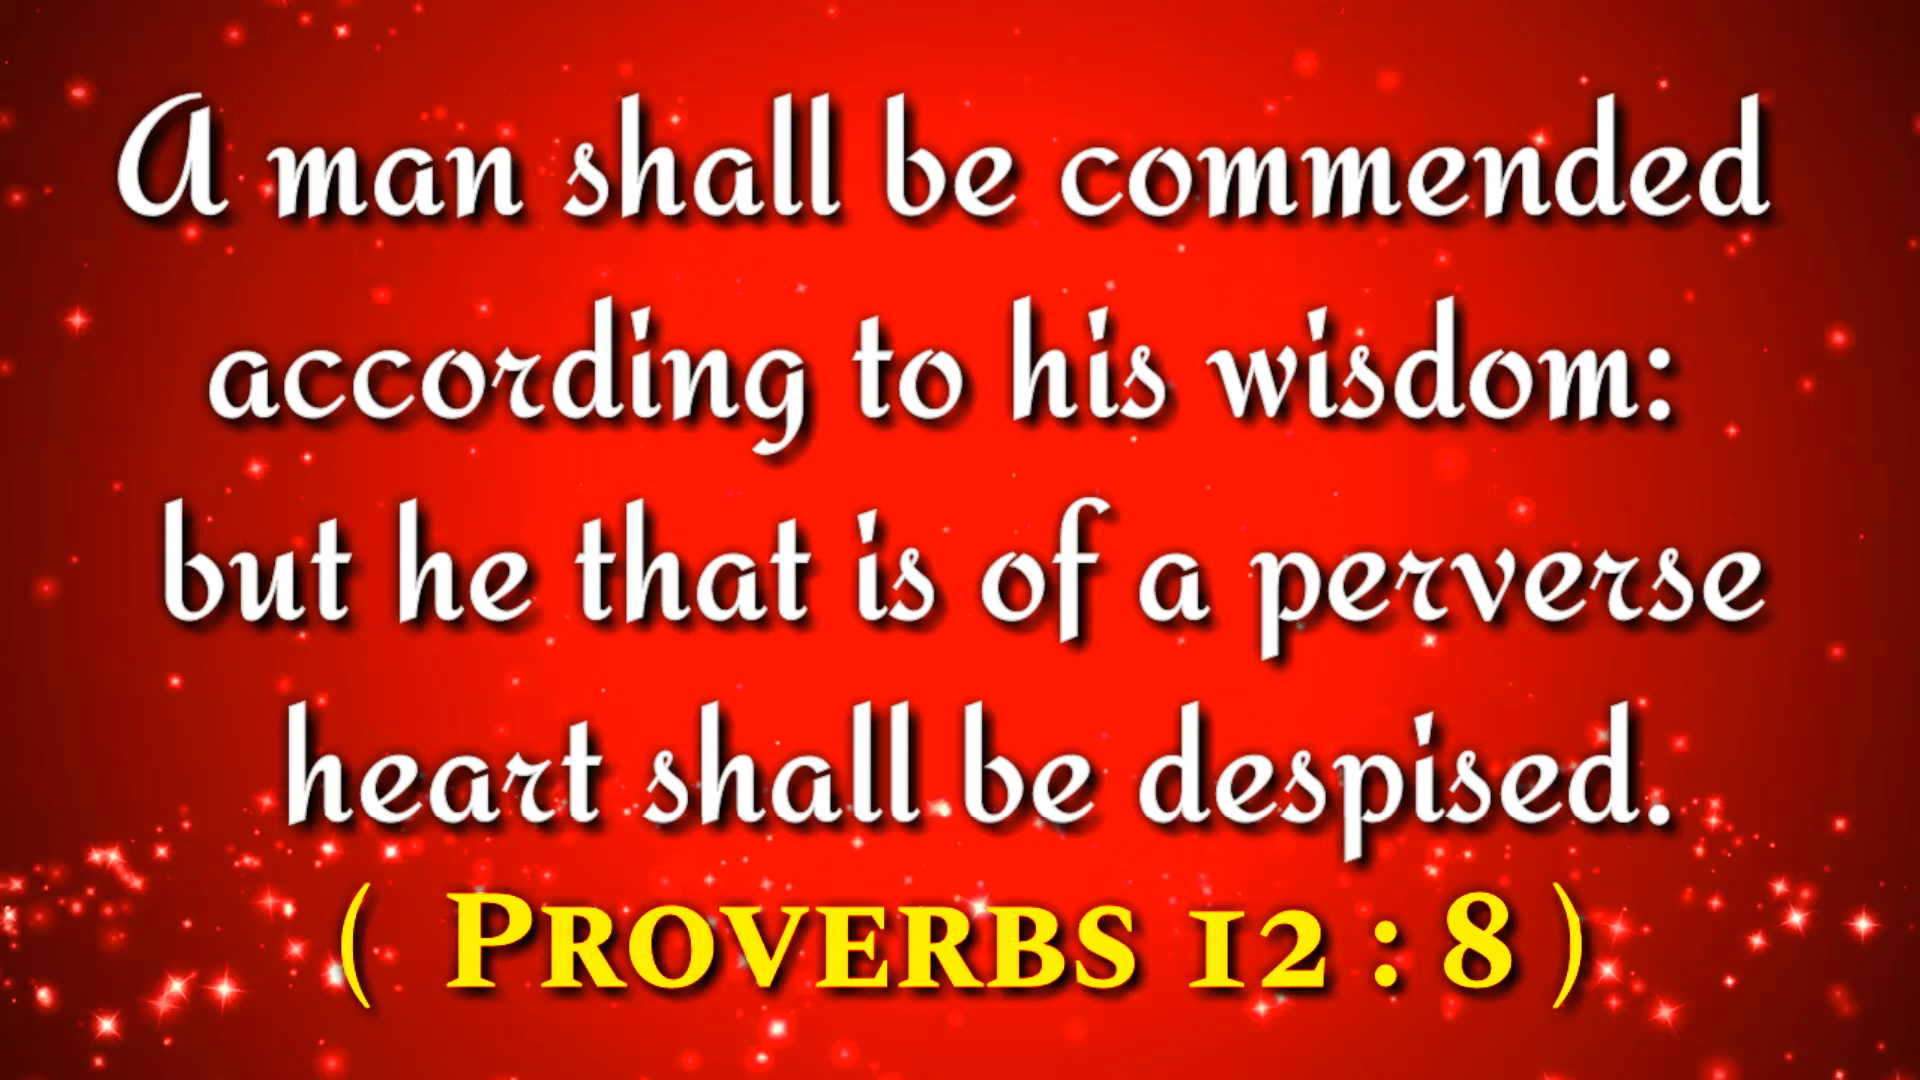 A man shall be commended
according to his wisdom:
but he that is of a perverse
heart shall be despised.
( PROVERBS 12 : 8 )